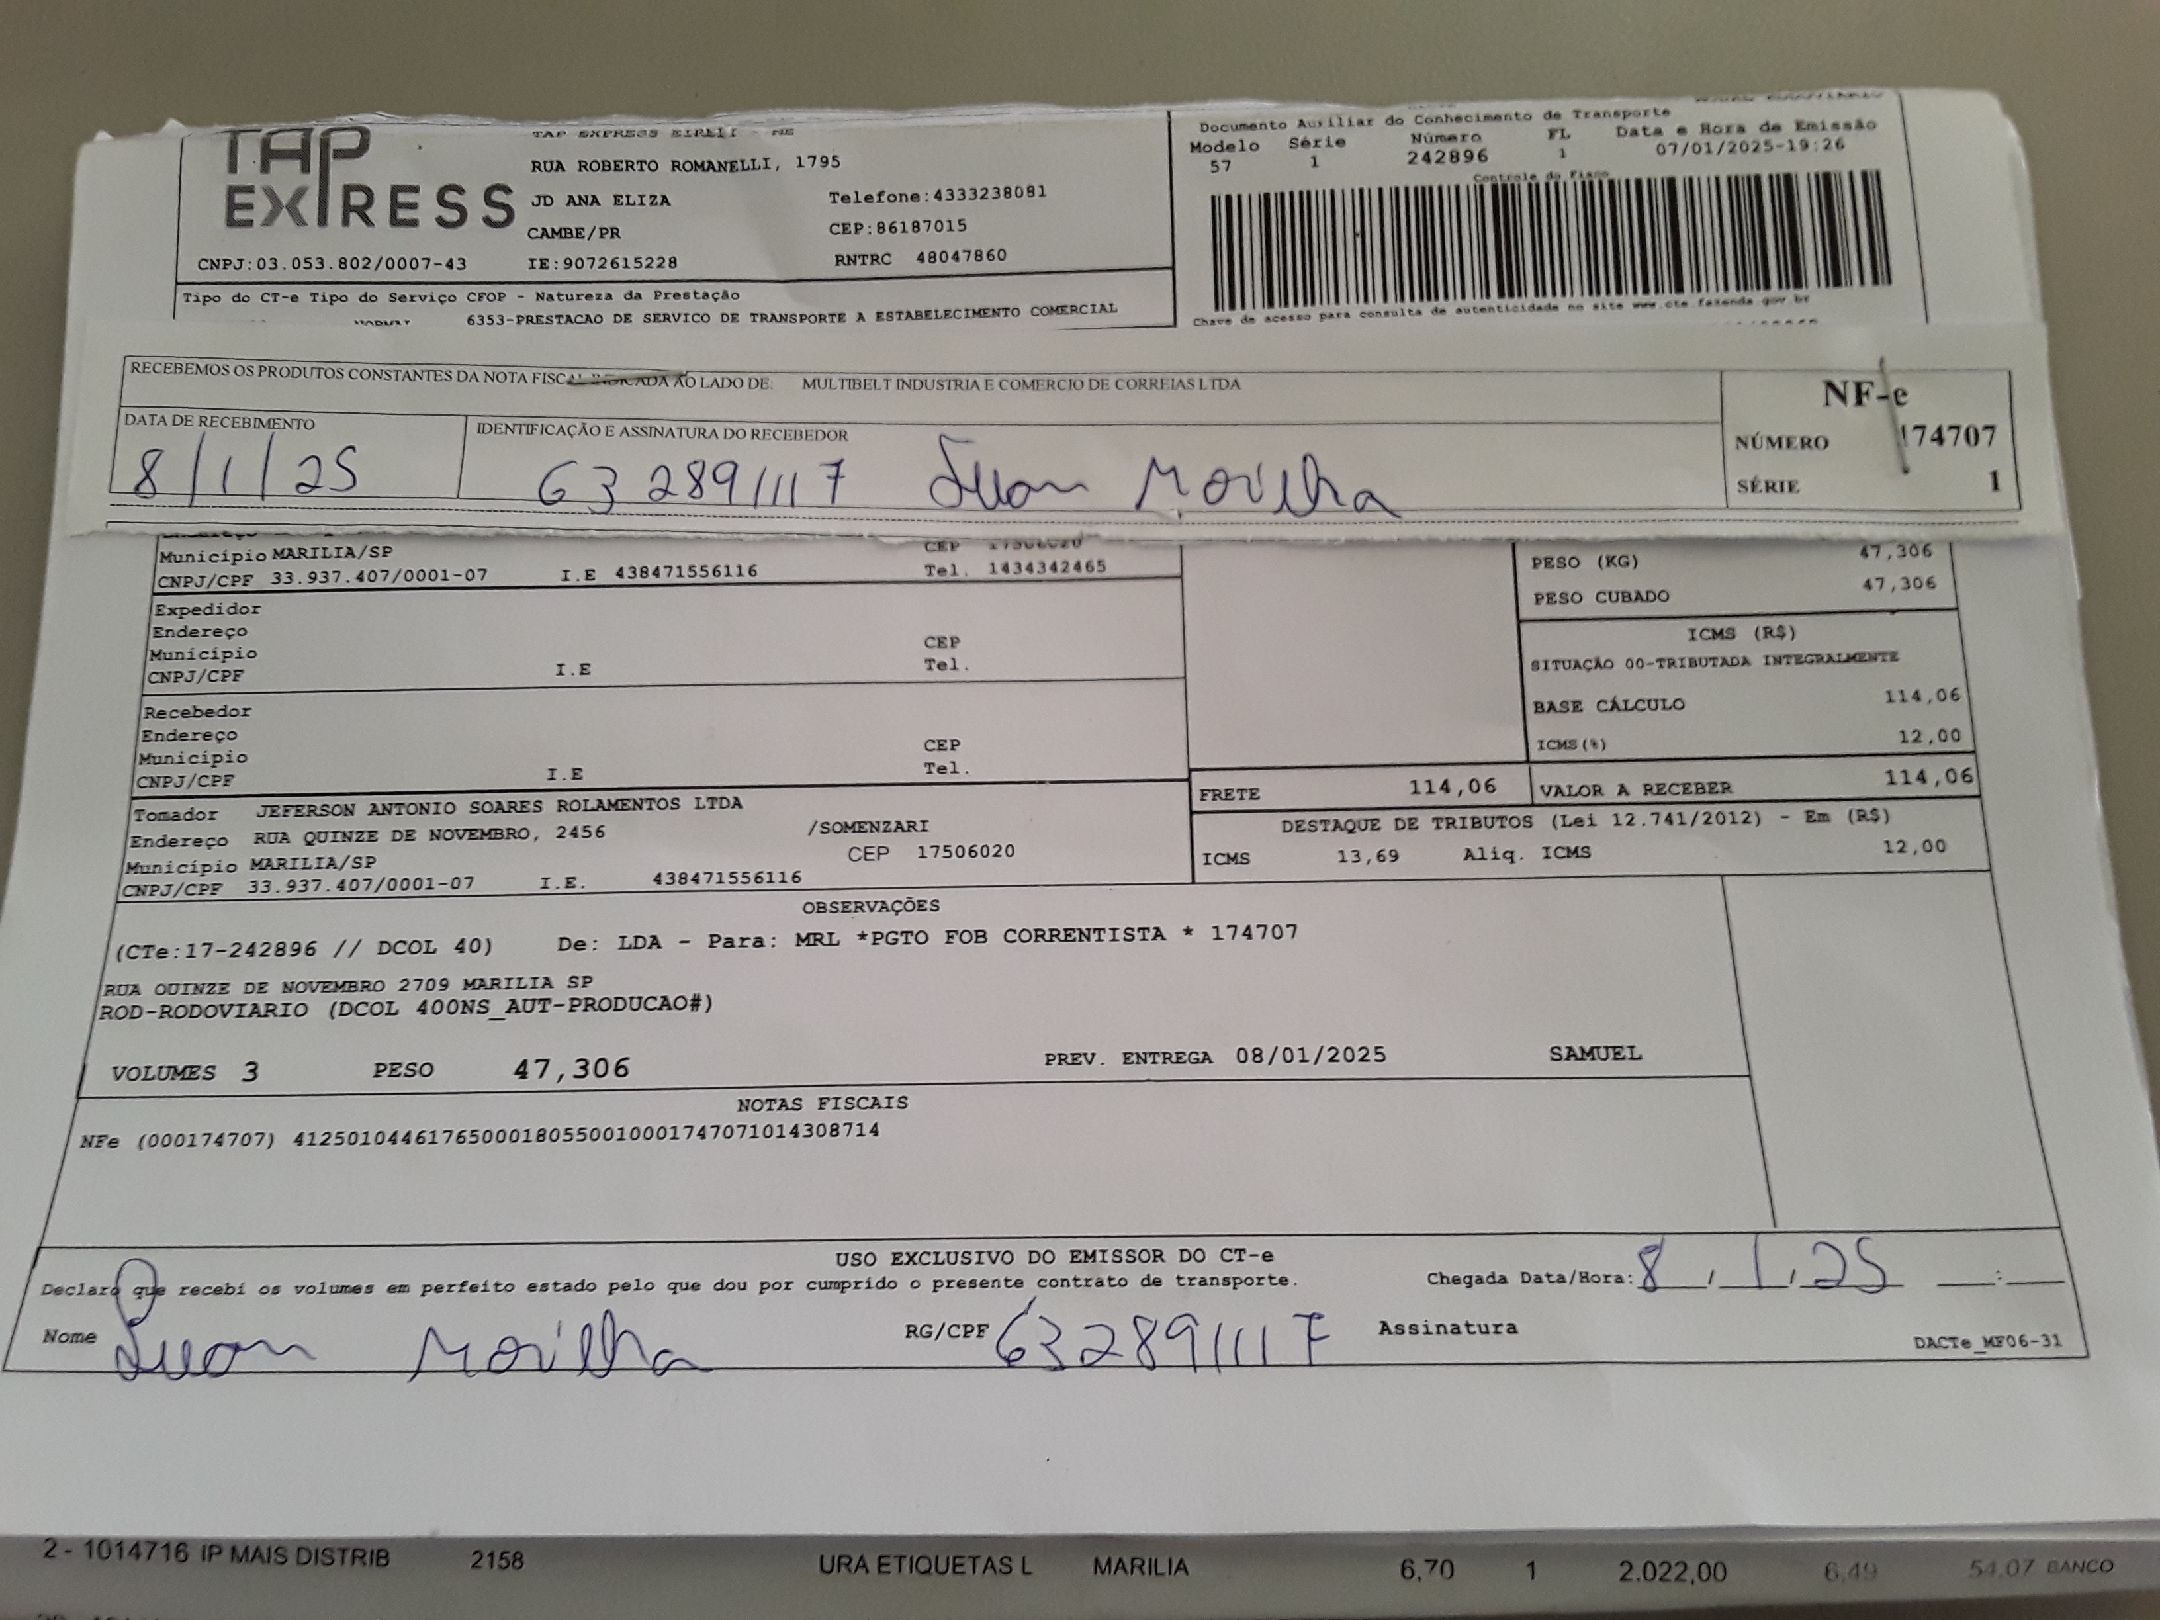 TAP EXPRESS
TAP EXPRESS EIRELI - ME
RUA ROBERTO ROMANELLI, 1795
JD ANA ELIZA Telefone:4333238081
CAMBE/PR CEP:86187015
CNPJ:03.053.802/0007-43 IE:9072615228 RNTRC 48047860
Tipo do CT-e Tipo do Serviço CFOP - Natureza da Prestação
6353-PRESTACAO DE SERVICO DE TRANSPORTE A ESTABELECIMENTO COMERCIAL
Documento Auxiliar do Conhecimento de Transporte
Modelo Série Número FL Data e Hora de Emissão
57 1 242896 1 07/01/2025-19:26
Controle do Fisco
Chave de acesso para consulta de autenticidade no site www.cte.fazenda.gov.br
RECEBEMOS OS PRODUTOS CONSTANTES DA NOTA FISCAL INDICADA AO LADO DE: MULTIBELT INDUSTRIA E COMERCIO DE CORREIAS LTDA
DATA DE RECEBIMENTO IDENTIFICAÇÃO E ASSINATURA DO RECEBEDOR
8/1/25 632891117 Luan Morilha
NF-e
NÚMERO 174707
SÉRIE 1
Município MARILIA/SP CEP 17506020
CNPJ/CPF 33.937.407/0001-07 I.E 438471556116 Tel. 1434342465
Expedidor
Endereço
Município CEP
CNPJ/CPF I.E Tel.
Recebedor
Endereço
Município CEP
CNPJ/CPF I.E Tel.
Tomador JEFERSON ANTONIO SOARES ROLAMENTOS LTDA
Endereço RUA QUINZE DE NOVEMBRO, 2456 /SOMENZARI
Município MARILIA/SP CEP 17506020
CNPJ/CPF 33.937.407/0001-07 I.E. 438471556116
PESO (KG) 47,306
PESO CUBADO 47,306
ICMS (R$)
SITUAÇÃO 00-TRIBUTADA INTEGRALMENTE
BASE CÁLCULO 114,06
ICMS(%) 12,00
FRETE 114,06 VALOR A RECEBER 114,06
DESTAQUE DE TRIBUTOS (Lei 12.741/2012) - Em (R$)
ICMS 13,69 Aliq. ICMS 12,00
OBSERVAÇÕES
(CTe:17-242896 // DCOL 40) De: LDA - Para: MRL *PGTO FOB CORRENTISTA * 174707
RUA QUINZE DE NOVEMBRO 2709 MARILIA SP
ROD-RODOVIARIO (DCOL 400NS_AUT-PRODUCAO#)
VOLUMES 3 PESO 47,306 PREV. ENTREGA 08/01/2025 SAMUEL
NOTAS FISCAIS
NFe (000174707) 41250104461765000180550010001747071014308714
USO EXCLUSIVO DO EMISSOR DO CT-e
Declaro que recebi os volumes em perfeito estado pelo que dou por cumprido o presente contrato de transporte. Chegada Data/Hora: 8 / 1 / 25 __:__
Nome Luan Morilha RG/CPF 632891117 Assinatura
DACTe_MF06-31
2 - 1014716 IP MAIS DISTRIB 2158 URA ETIQUETAS L MARILIA 6,70 1 2.022,00 6,49 54,07 BANCO